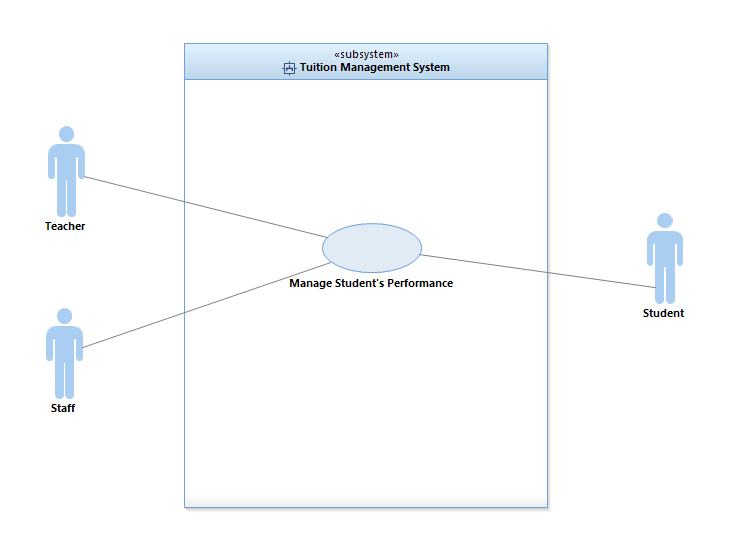 «subsystem»
Tuition Management System
Teacher
Manage Student's Performance
Student
Staff